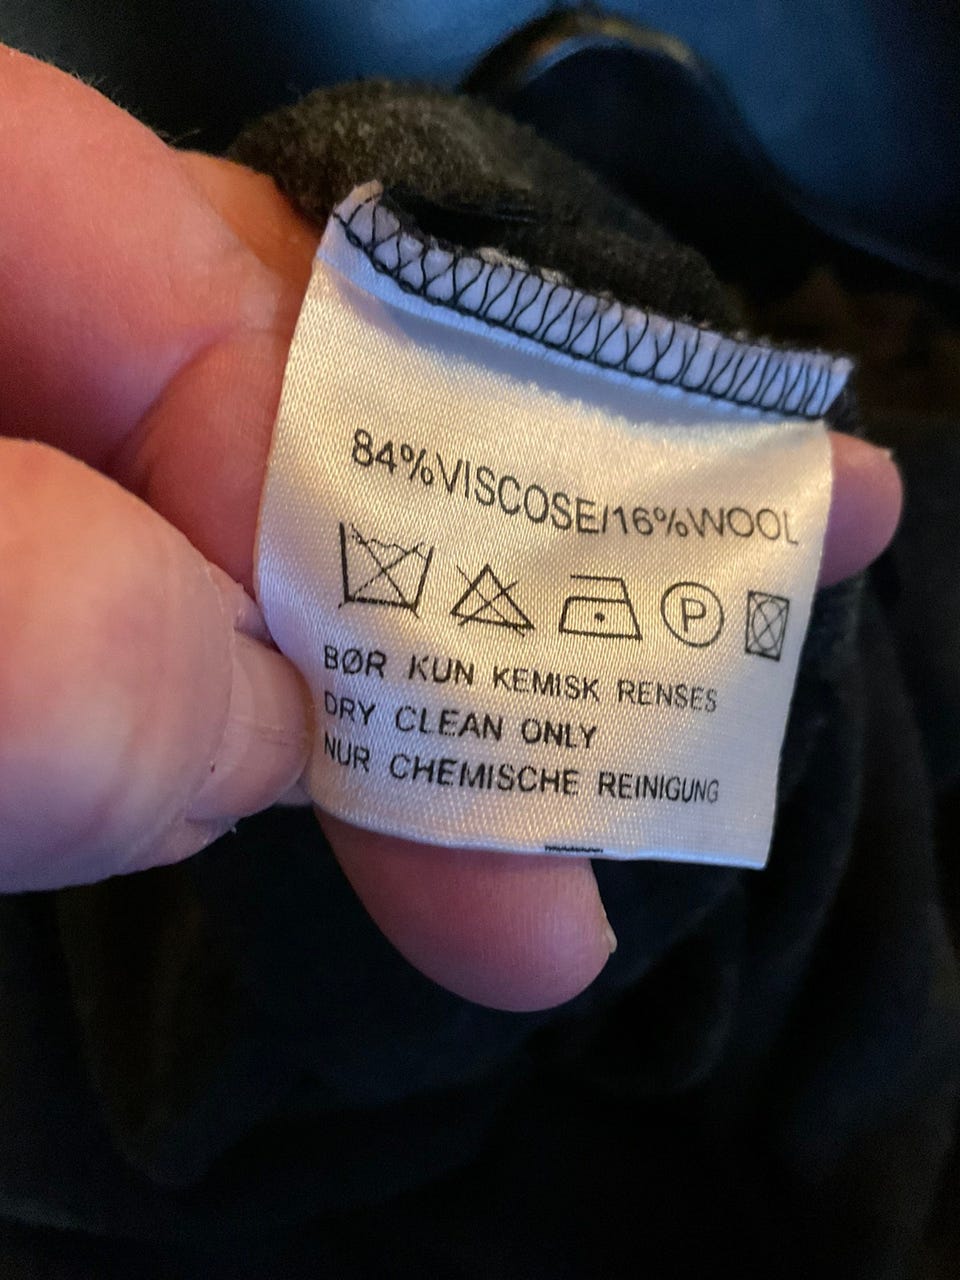 84%VISCOSE/16%WOOL
P
BØR KUN KEMISK RENSES
DRY CLEAN ONLY
NUR CHEMISCHE REINIGUNG